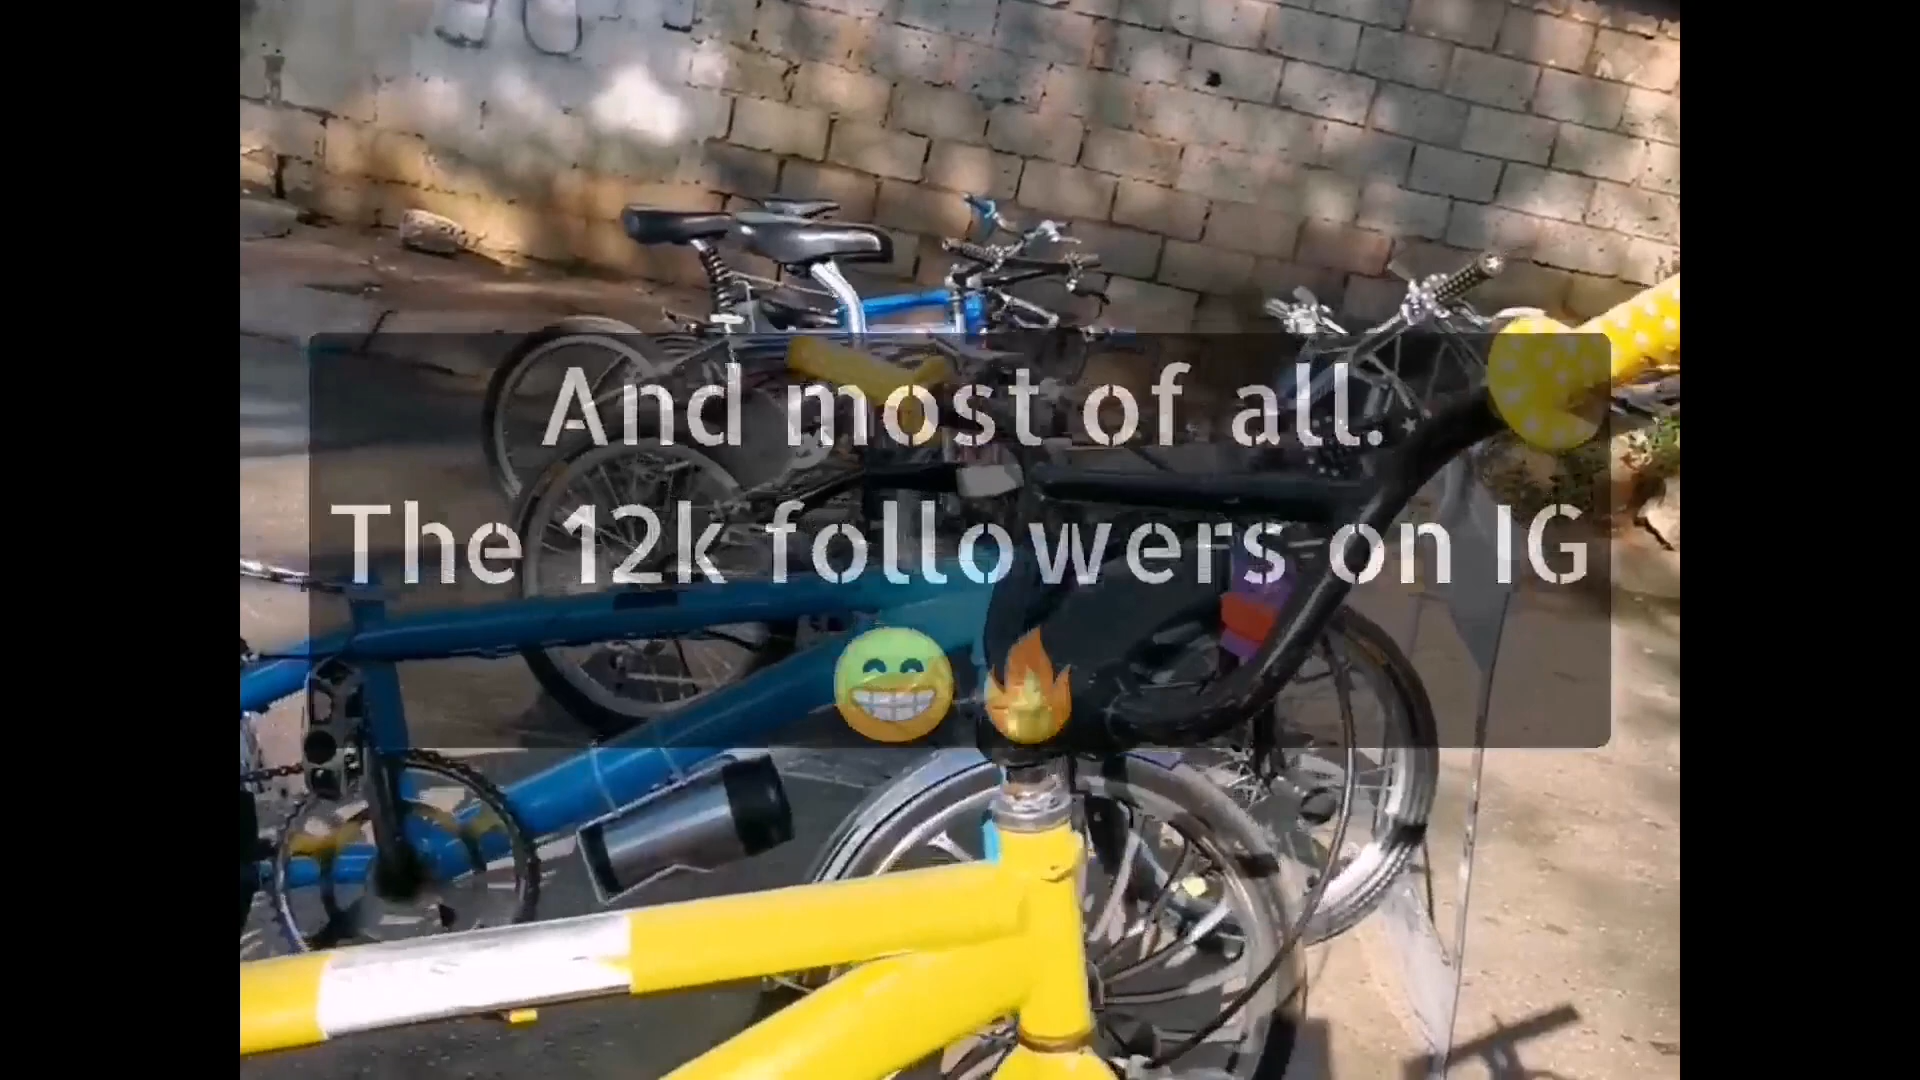 And most of all.
The 12k followers on IG
😁 🔥